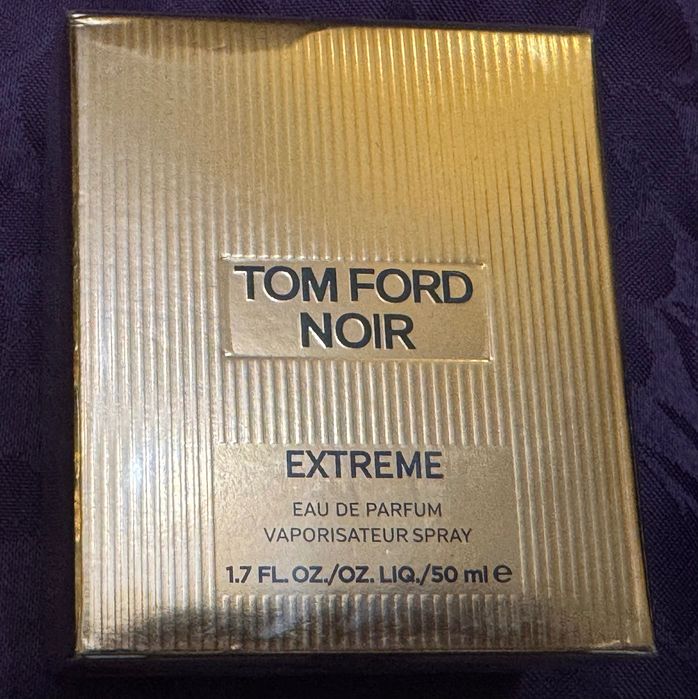 TOM FORD
NOIR
EXTREME
EAU DE PARFUM
VAPORISATEUR SPRAY
1.7 FL. OZ./OZ. LIQ./50 ml ℮